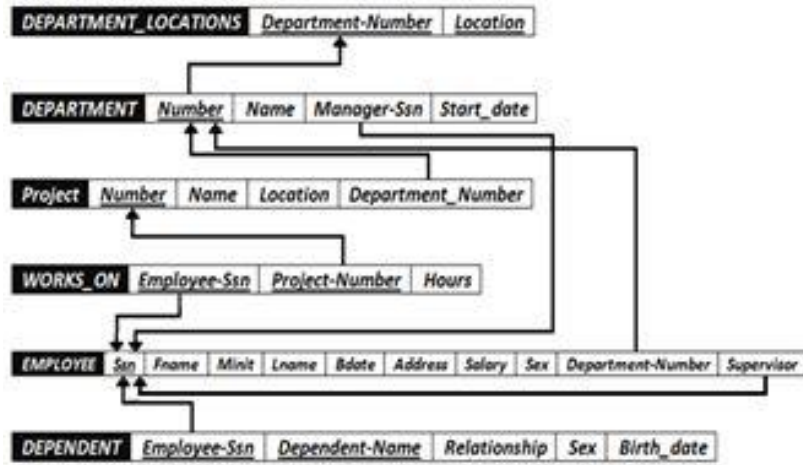 DEPARTMENT_LOCATIONS Department-Number Location
DEPARTMENT Number Name Manager-Ssn Start_date
Project Number Name Location Department_Number
WORKS_ON Employee-Ssn Project-Number Hours
EMPLOYEE Ssn Fname Minit Lname Bdate Address Salary Sex Department-Number Supervisor
DEPENDENT Employee-Ssn Dependent-Name Relationship Sex Birth_date